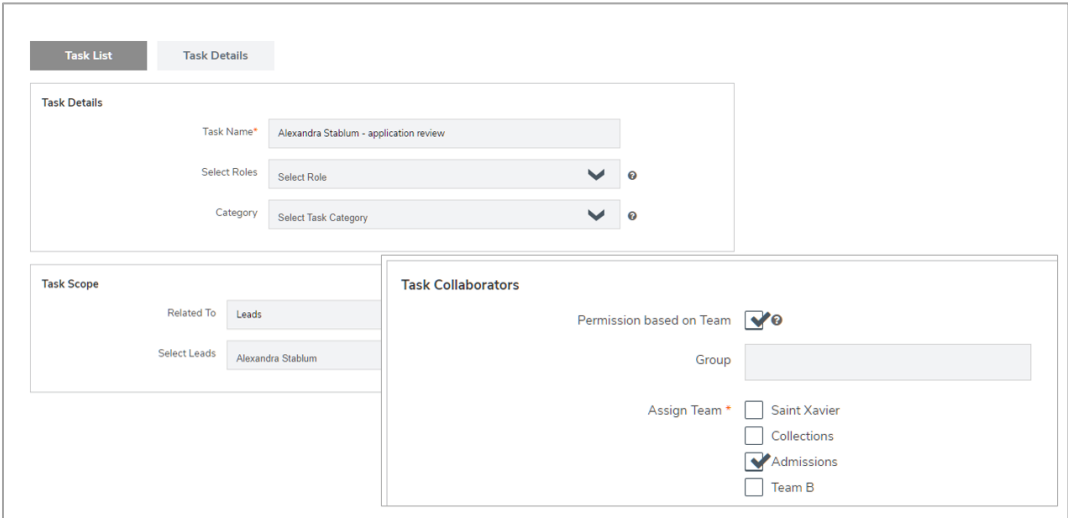 Task List
Task Details
Task Details
Task Name* Alexandra Stablum - application review
Select Roles Select Role ?
Category Select Task Category ?
Task Scope
Related To Leads
Select Leads Alexandra Stablum
Task Collaborators
Permission based on Team ?
Group
Assign Team * Saint Xavier
Collections
Admissions
Team B